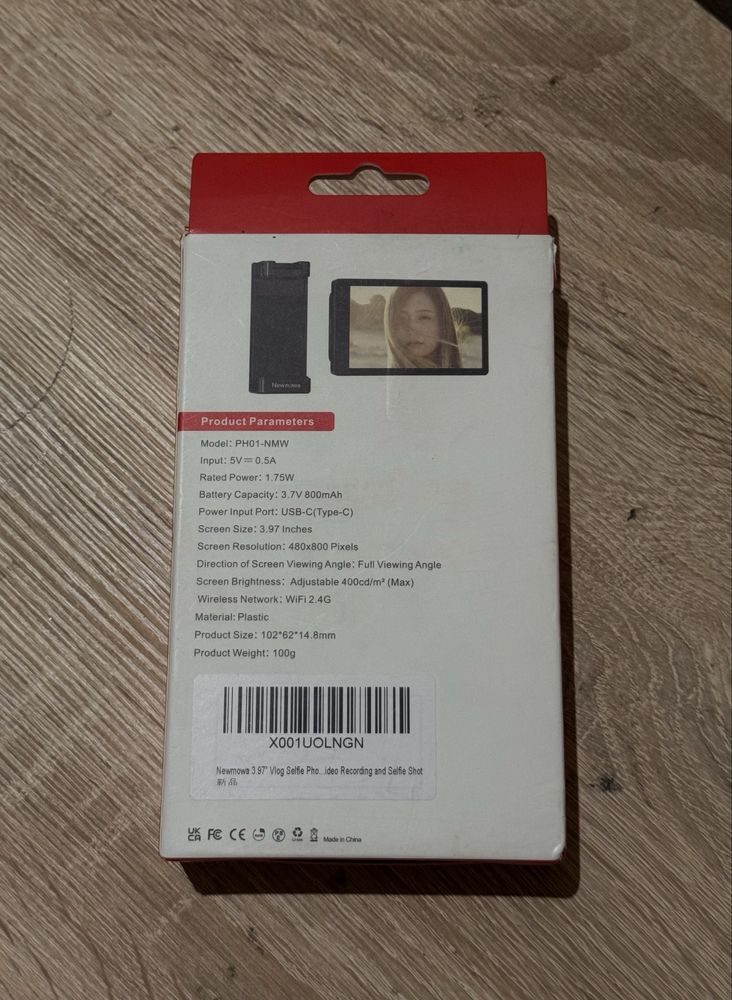 Newmowa
Product Parameters
Model: PH01-NMW
Input: 5V⎓0.5A
Rated Power: 1.75W
Battery Capacity: 3.7V 800mAh
Power Input Port: USB-C(Type-C)
Screen Size: 3.97 Inches
Screen Resolution: 480x800 Pixels
Direction of Screen Viewing Angle: Full Viewing Angle
Screen Brightness: Adjustable 400cd/m² (Max)
Wireless Network: WiFi 2.4G
Material: Plastic
Product Size: 102*62*14.8mm
Product Weight: 100g
X001UOLNGN
Newmowa 3.97" Vlog Selfie Pho...ideo Recording and Selfie Shot
新品
UK CA FC CE Made in China